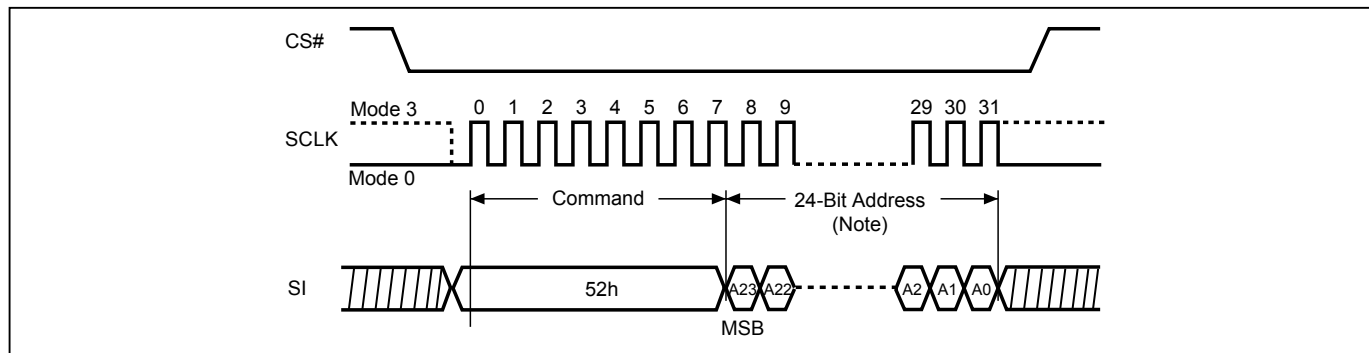 CS#
Mode 3
0 1 2 3 4 5 6 7 8 9 29 30 31
SCLK
Mode 0
Command
24-Bit Address
(Note)
SI
52h
A23 A22 A2 A1 A0
MSB